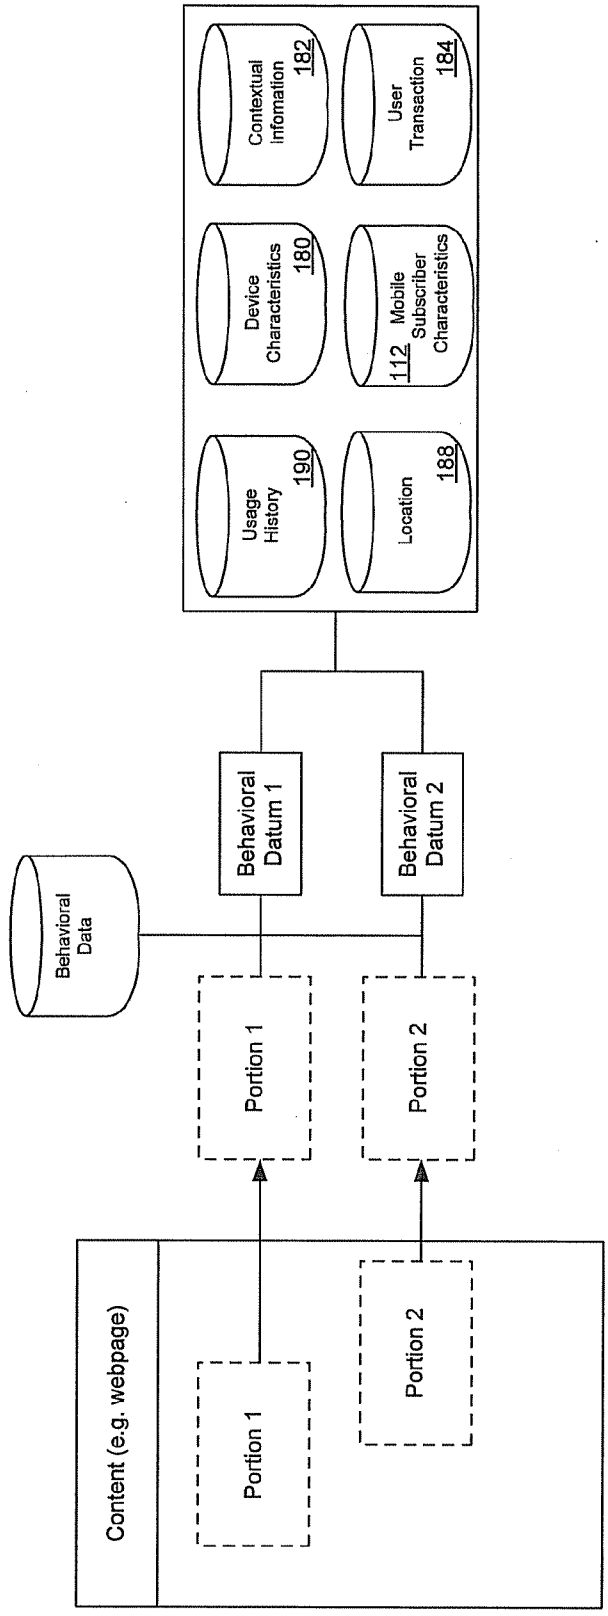 Content (e.g. webpage)
Portion 1
Portion 2
Portion 1
Portion 2
Behavioral
Data
Behavioral
Datum 1
Behavioral
Datum 2
Usage
History
190
Device
Characteristics
180
Contextual
Infomation
182
Location
188
112 Mobile
Subscriber
Characteristics
User
Transaction
184